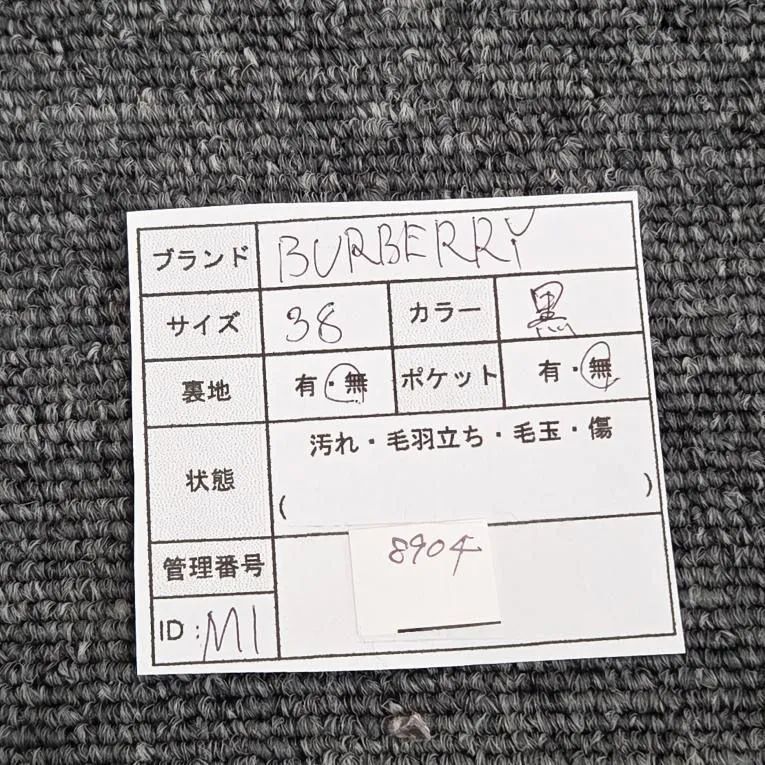 ブランド BURBERRY
サイズ 38 カラー 黒
裏地 有・無 ポケット 有・無
状態 汚れ・毛羽立ち・毛玉・傷
( )
管理番号 8904
ID:M1